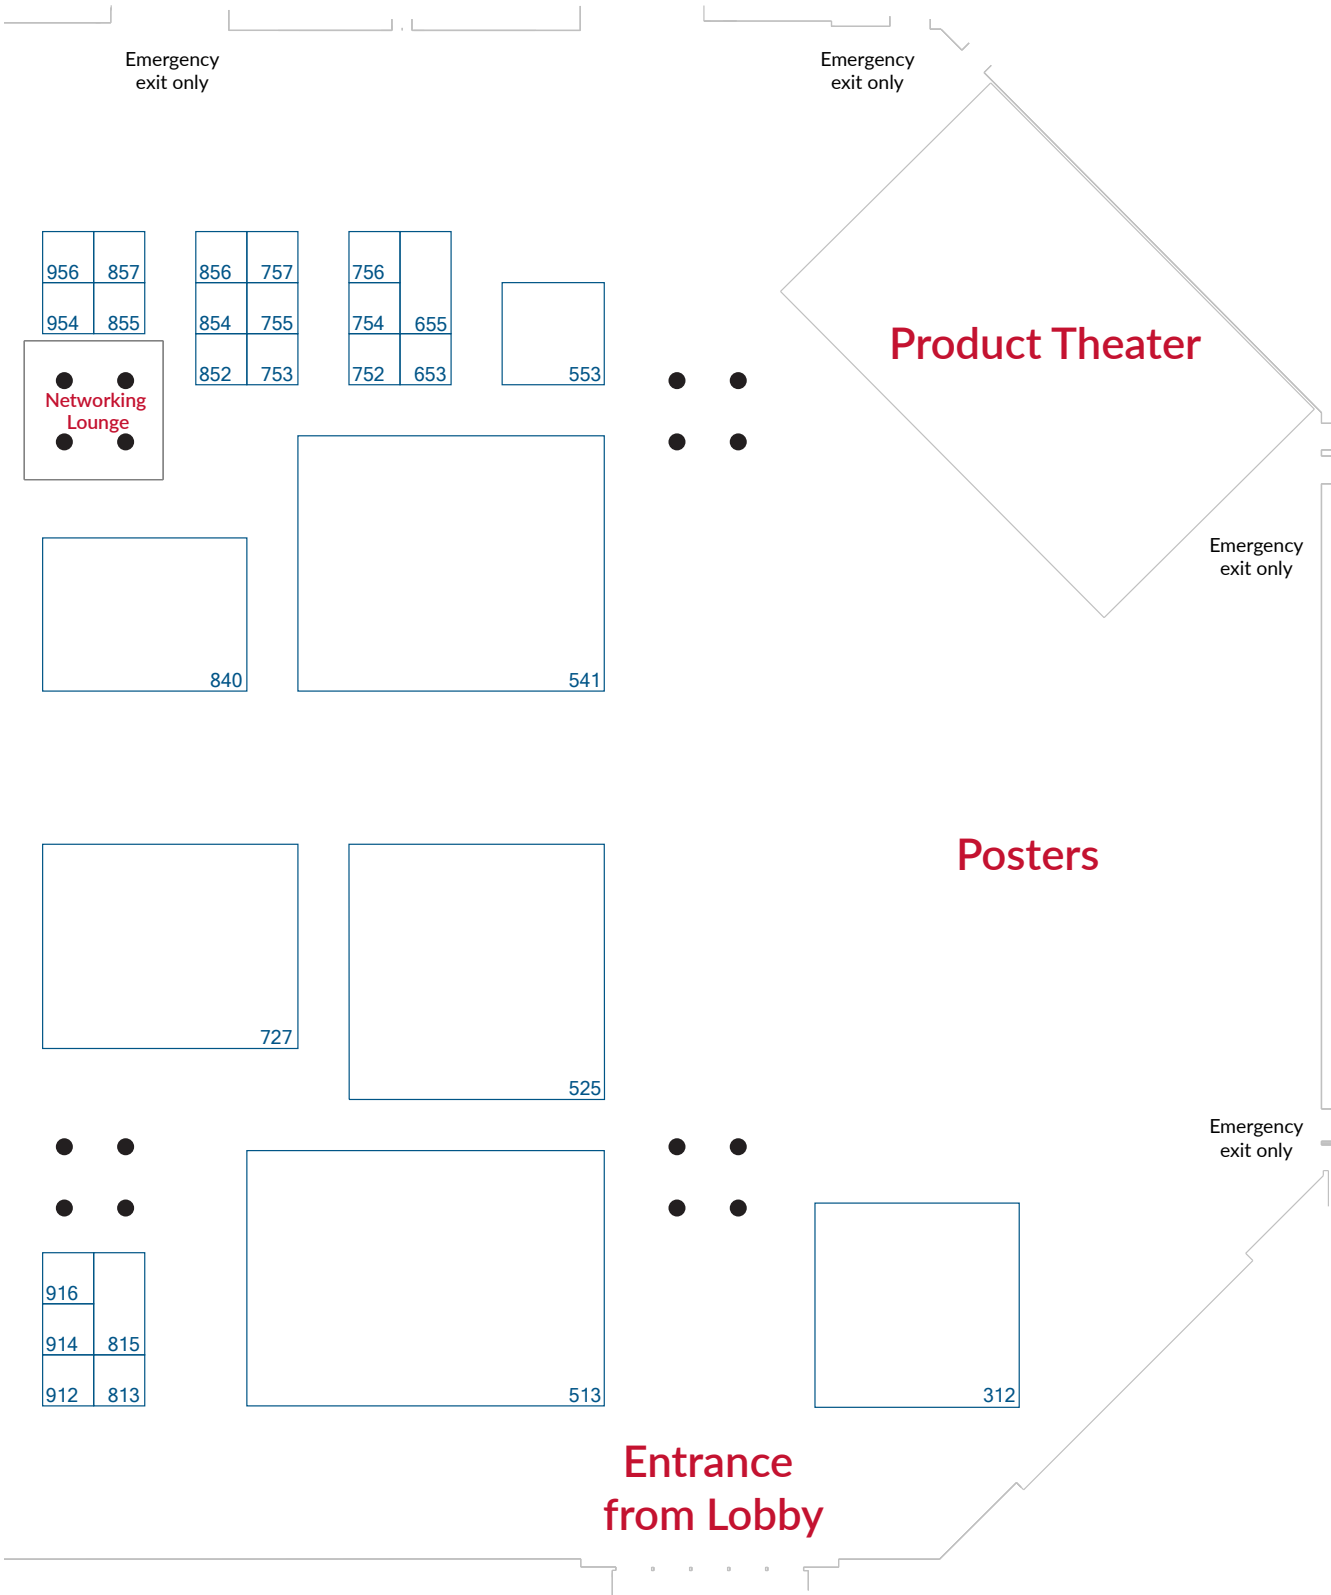 Emergency
exit only
Emergency
exit only
956 857
856 757
756
954 855
854 755
754 655
852 753
752 653
553
Product Theater
Networking
Lounge
Emergency
exit only
840
541
Posters
727
525
Emergency
exit only
916
914 815
912 813
513
312
Entrance
from Lobby